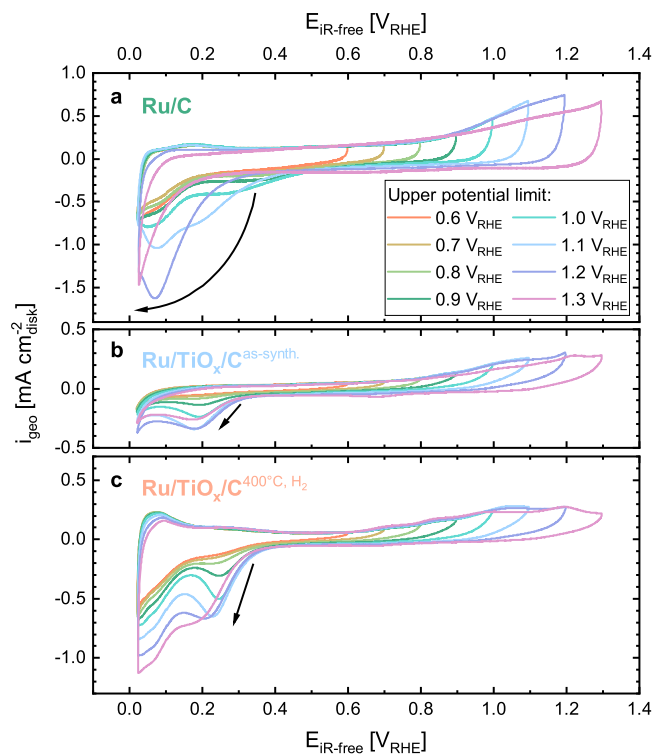 E_iR-free [V_RHE]
0.0 0.2 0.4 0.6 0.8 1.0 1.2 1.4
a Ru/C
1.0
0.5
0.0
-0.5
-1.0
-1.5
Upper potential limit:
0.6 V_RHE 1.0 V_RHE
0.7 V_RHE 1.1 V_RHE
0.8 V_RHE 1.2 V_RHE
0.9 V_RHE 1.3 V_RHE
i_geo [mA cm^-2_disk]
b Ru/TiO_x/C^as-synth.
0.5
0.0
-0.5
c Ru/TiO_x/C^400°C, H_2
0.5
0.0
-0.5
-1.0
0.0 0.2 0.4 0.6 0.8 1.0 1.2 1.4
E_iR-free [V_RHE]